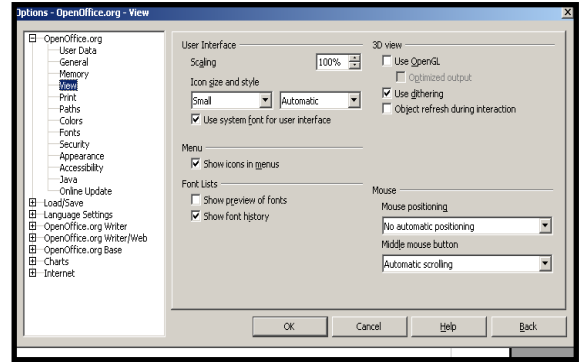 Options - OpenOffice.org - View
OpenOffice.org
User Data
General
Memory
View
Print
Paths
Colors
Fonts
Security
Appearance
Accessibility
Java
Online Update
Load/Save
Language Settings
OpenOffice.org Writer
OpenOffice.org Writer/Web
OpenOffice.org Base
Charts
Internet
User Interface
Scaling
100%
Icon size and style
Small
Automatic
Use system font for user interface
Menu
Show icons in menus
Font Lists
Show preview of fonts
Show font history
3D view
Use OpenGL
Optimized output
Use dithering
Object refresh during interaction
Mouse
Mouse positioning
No automatic positioning
Middle mouse button
Automatic scrolling
OK
Cancel
Help
Back